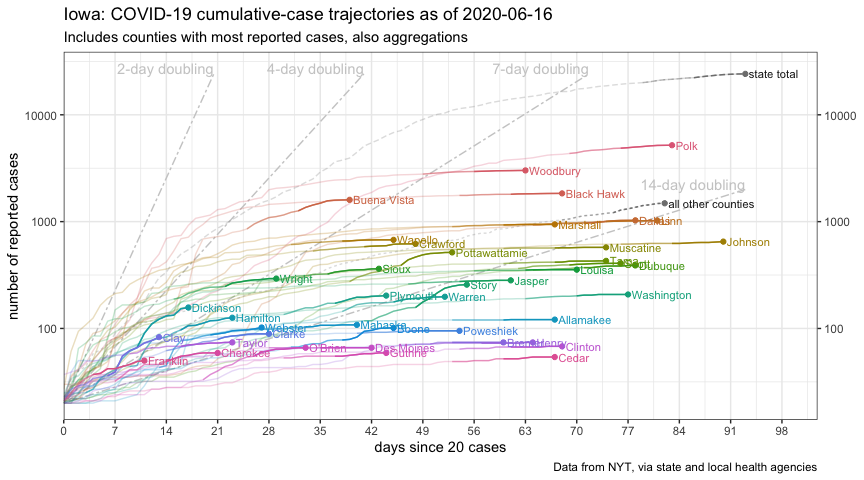 Iowa: COVID-19 cumulative-case trajectories as of 2020-06-16
Includes counties with most reported cases, also aggregations
2-day doubling 4-day doubling 7-day doubling
state total
10000 10000
Polk
Woodbury
Black Hawk
14-day doubling
Buena Vista
all other counties
1000 1000
Marshall Dallas Linn
Wapello Crawford Johnson
Pottawattamie Muscatine
Tama Scott Dubuque
Sioux Louisa
Wright Jasper
Story
Plymouth Warren Washington
Dickinson
Hamilton Allamakee
100 100
Webster Mahaska Boone Poweshiek
Clay Clarke
Taylor Bremer Henry
O'Brien Des Moines Clinton
Cherokee Guthrie
Franklin Cedar
number of reported cases
0 7 14 21 28 35 42 49 56 63 70 77 84 91 98
days since 20 cases
Data from NYT, via state and local health agencies